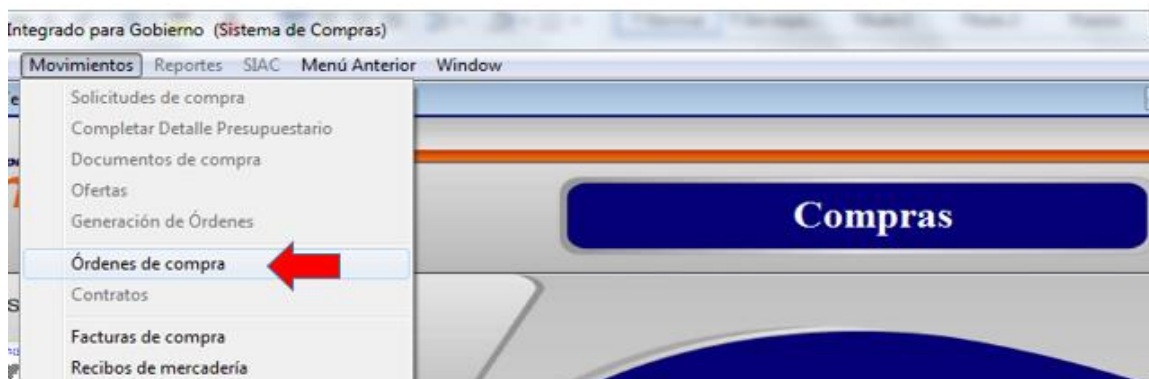 Integrado para Gobierno (Sistema de Compras)
Movimientos Reportes SIAC Menú Anterior Window
Solicitudes de compra
Completar Detalle Presupuestario
Documentos de compra
Ofertas
Generación de Órdenes
Compras
Órdenes de compra
Contratos
Facturas de compra
Recibos de mercadería